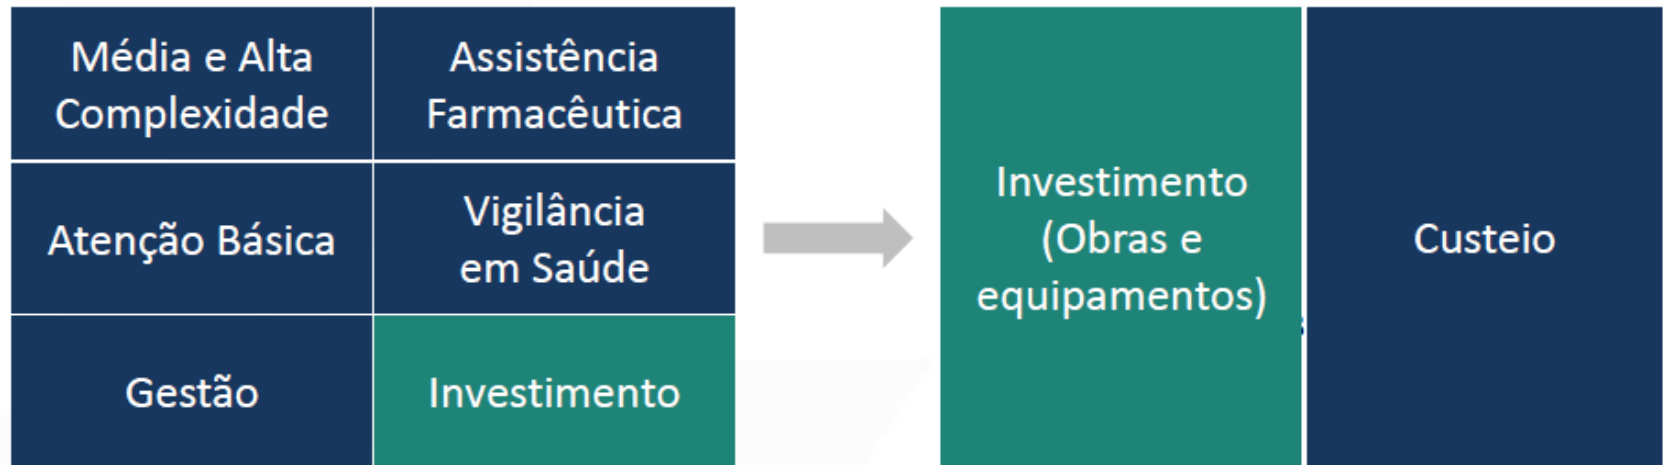 Média e Alta
Complexidade
Assistência
Farmacêutica
Atenção Básica
Vigilância
em Saúde
Gestão
Investimento
Investimento
(Obras e
equipamentos)
Custeio